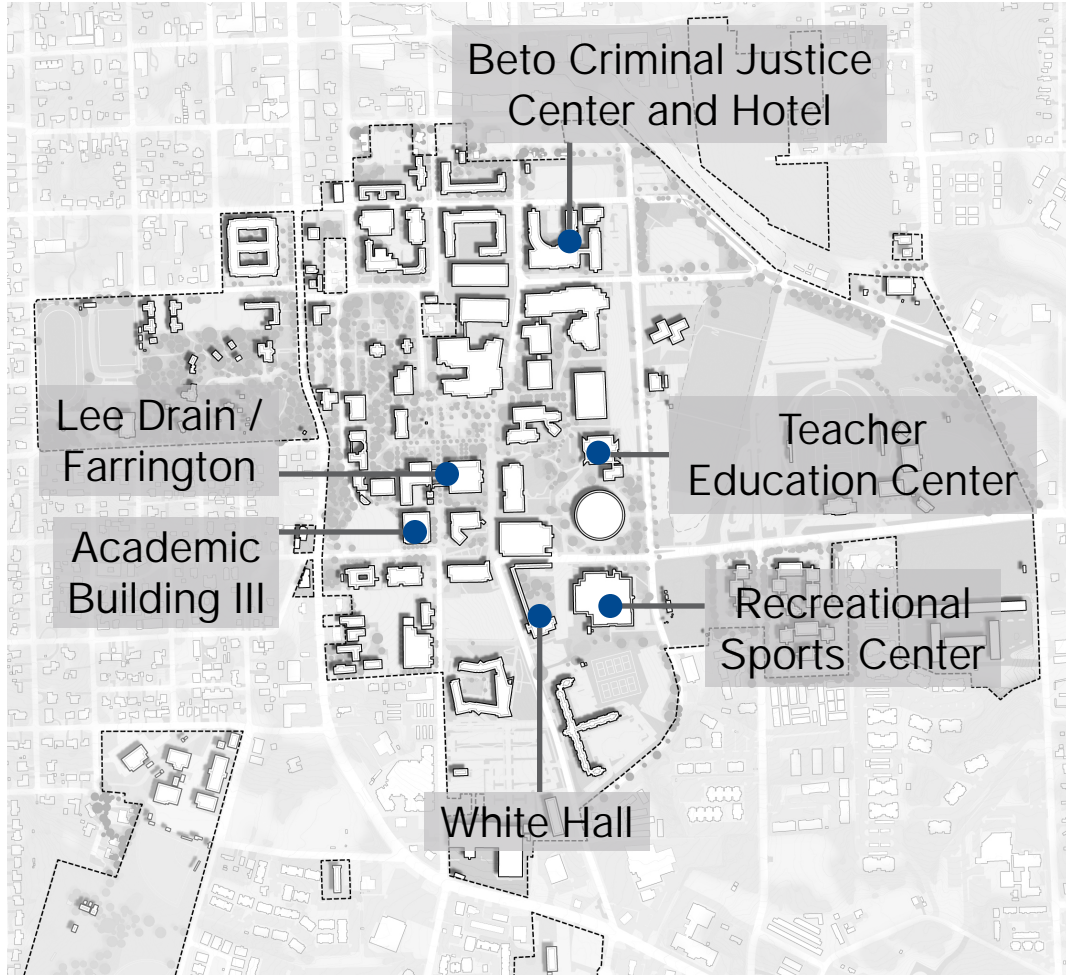 Beto Criminal Justice
Center and Hotel
Lee Drain /
Farrington
Teacher
Education Center
Academic
Building III
Recreational
Sports Center
White Hall